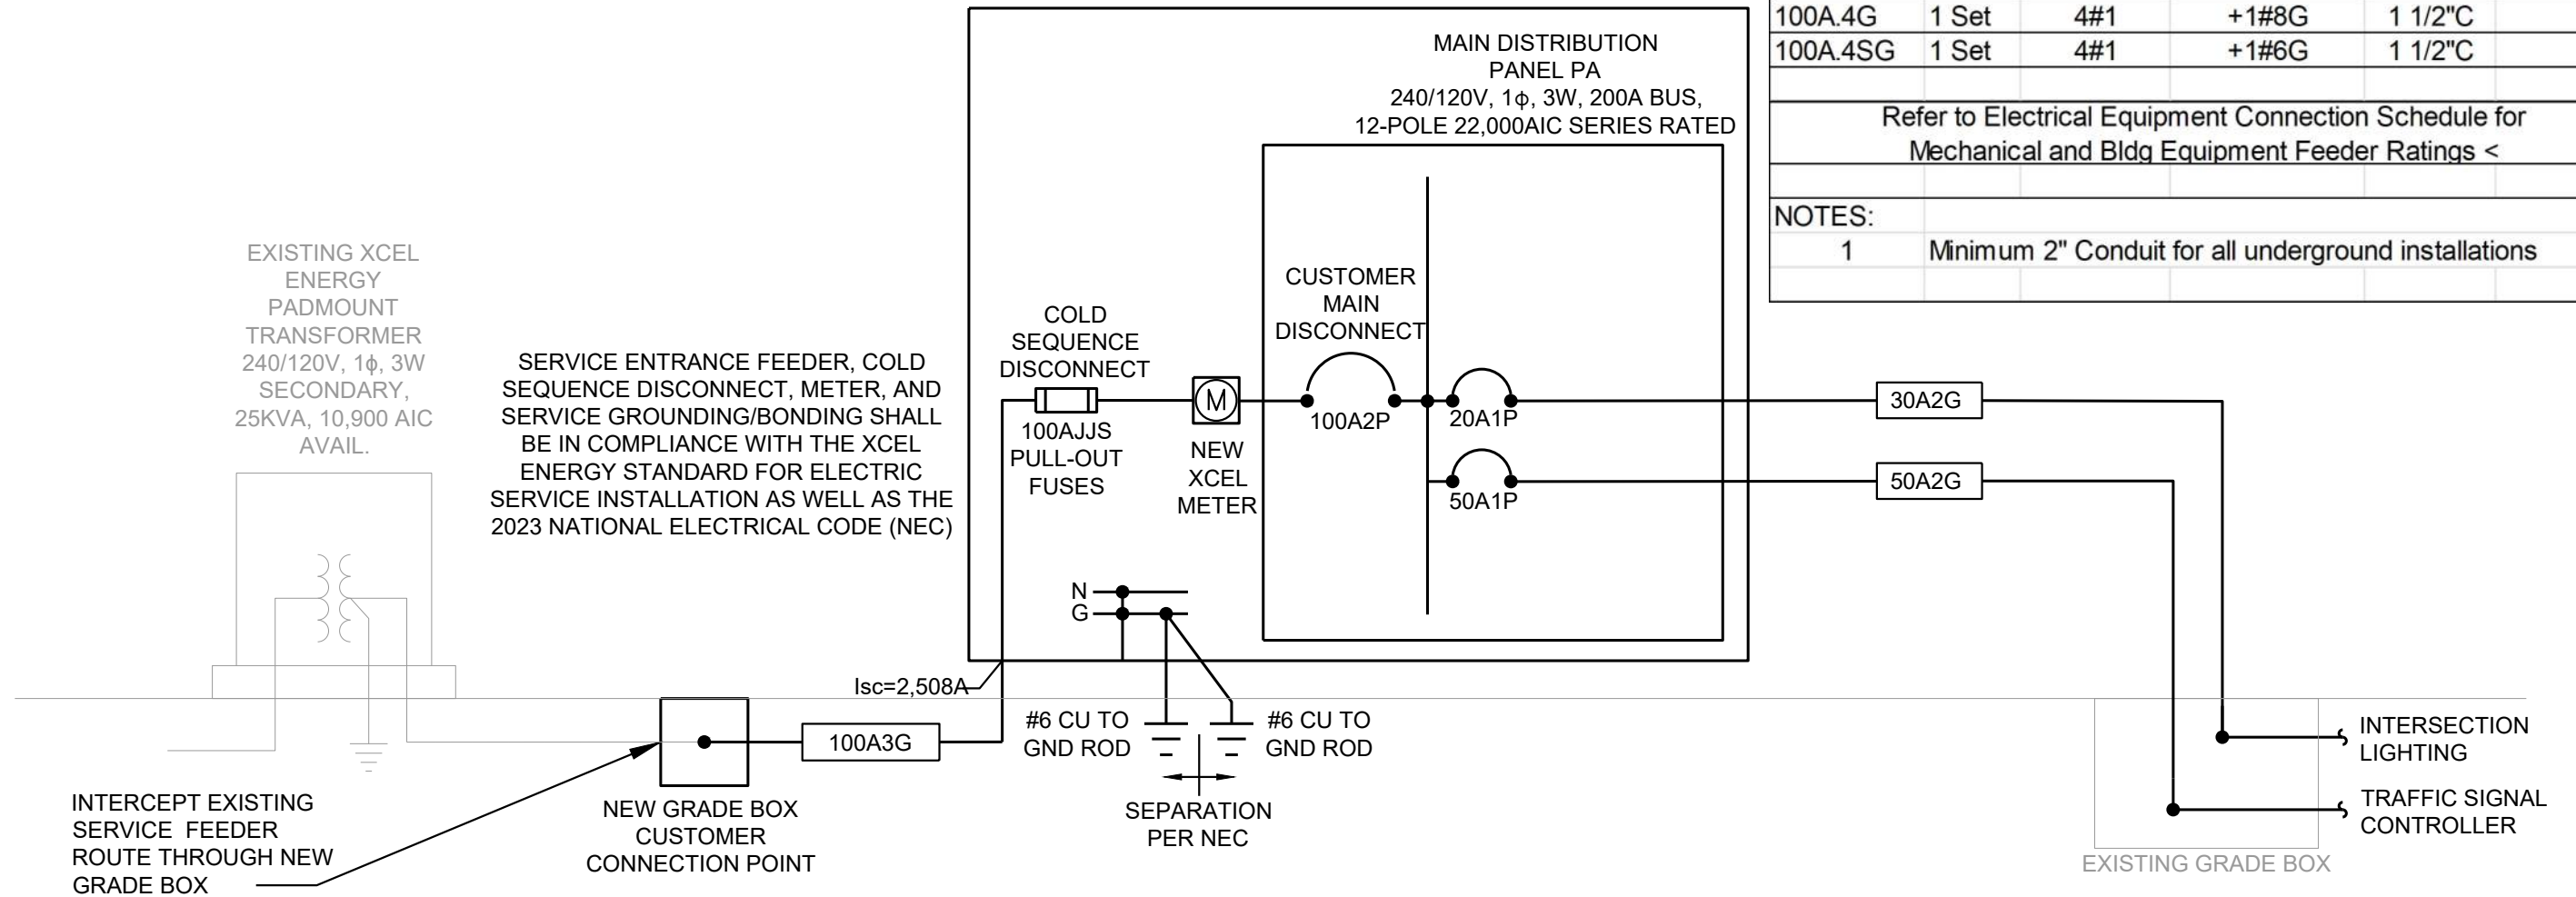 100A.4G 1 Set 4#1 +1#8G 1 1/2"C
100A.4SG 1 Set 4#1 +1#6G 1 1/2"C
Refer to Electrical Equipment Connection Schedule for
Mechanical and Bldg Equipment Feeder Ratings <
NOTES:
1 Minimum 2" Conduit for all underground installations
MAIN DISTRIBUTION
PANEL PA
240/120V, 1ϕ, 3W, 200A BUS,
12-POLE 22,000AIC SERIES RATED
EXISTING XCEL
ENERGY
PADMOUNT
TRANSFORMER
240/120V, 1ϕ, 3W
SECONDARY,
25KVA, 10,900 AIC
AVAIL.
SERVICE ENTRANCE FEEDER, COLD
SEQUENCE DISCONNECT, METER, AND
SERVICE GROUNDING/BONDING SHALL
BE IN COMPLIANCE WITH THE XCEL
ENERGY STANDARD FOR ELECTRIC
SERVICE INSTALLATION AS WELL AS THE
2023 NATIONAL ELECTRICAL CODE (NEC)
COLD
SEQUENCE
DISCONNECT
100AJJS
PULL-OUT
FUSES
M
NEW
XCEL
METER
CUSTOMER
MAIN
DISCONNECT
100A2P
20A1P
50A1P
30A2G
50A2G
N
G
Isc=2,508A
100A3G
#6 CU TO
GND ROD
#6 CU TO
GND ROD
SEPARATION
PER NEC
INTERCEPT EXISTING
SERVICE FEEDER
ROUTE THROUGH NEW
GRADE BOX
NEW GRADE BOX
CUSTOMER
CONNECTION POINT
INTERSECTION
LIGHTING
TRAFFIC SIGNAL
CONTROLLER
EXISTING GRADE BOX